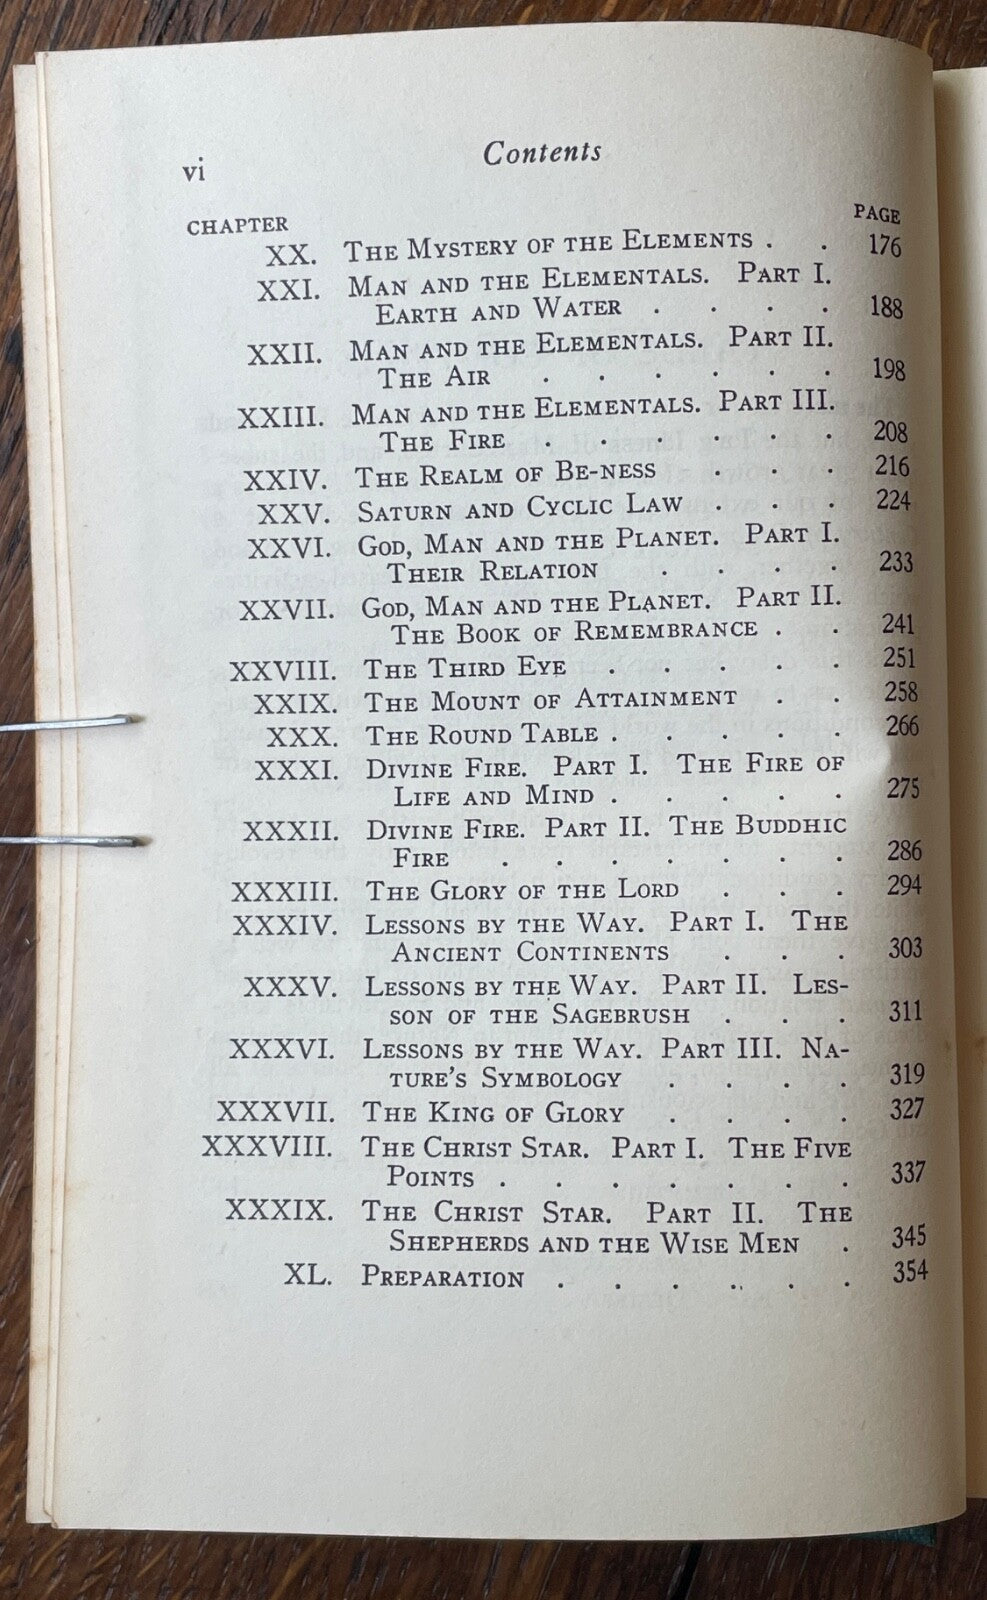 vi Contents
CHAPTER PAGE
XX. THE MYSTERY OF THE ELEMENTS . . 176
XXI. MAN AND THE ELEMENTALS. PART I.
EARTH AND WATER . . . . 188
XXII. MAN AND THE ELEMENTALS. PART II.
THE AIR . . . . . . 198
XXIII. MAN AND THE ELEMENTALS. PART III.
THE FIRE . . . . . . 208
XXIV. THE REALM OF BE-NESS . . . 216
XXV. SATURN AND CYCLIC LAW . . . 224
XXVI. GOD, MAN AND THE PLANET. PART I.
THEIR RELATION . . . . 233
XXVII. GOD, MAN AND THE PLANET. PART II.
THE BOOK OF REMEMBRANCE . . 241
XXVIII. THE THIRD EYE . . . . . 251
XXIX. THE MOUNT OF ATTAINMENT . . 258
XXX. THE ROUND TABLE . . . . . 266
XXXI. DIVINE FIRE. PART I. THE FIRE OF
LIFE AND MIND . . . . . 275
XXXII. DIVINE FIRE. PART II. THE BUDDHIC
FIRE . . . . . . . 286
XXXIII. THE GLORY OF THE LORD . . . 294
XXXIV. LESSONS BY THE WAY. PART I. THE
ANCIENT CONTINENTS . . . 303
XXXV. LESSONS BY THE WAY. PART II. LES-
SON OF THE SAGEBRUSH . . . 311
XXXVI. LESSONS BY THE WAY. PART III. NA-
TURE'S SYMBOLOGY . . . . 319
XXXVII. THE KING OF GLORY . . . . 327
XXXVIII. THE CHRIST STAR. PART I. THE FIVE
POINTS . . . . . . . 337
XXXIX. THE CHRIST STAR. PART II. THE
SHEPHERDS AND THE WISE MEN . 345
XL. PREPARATION . . . . . . 354